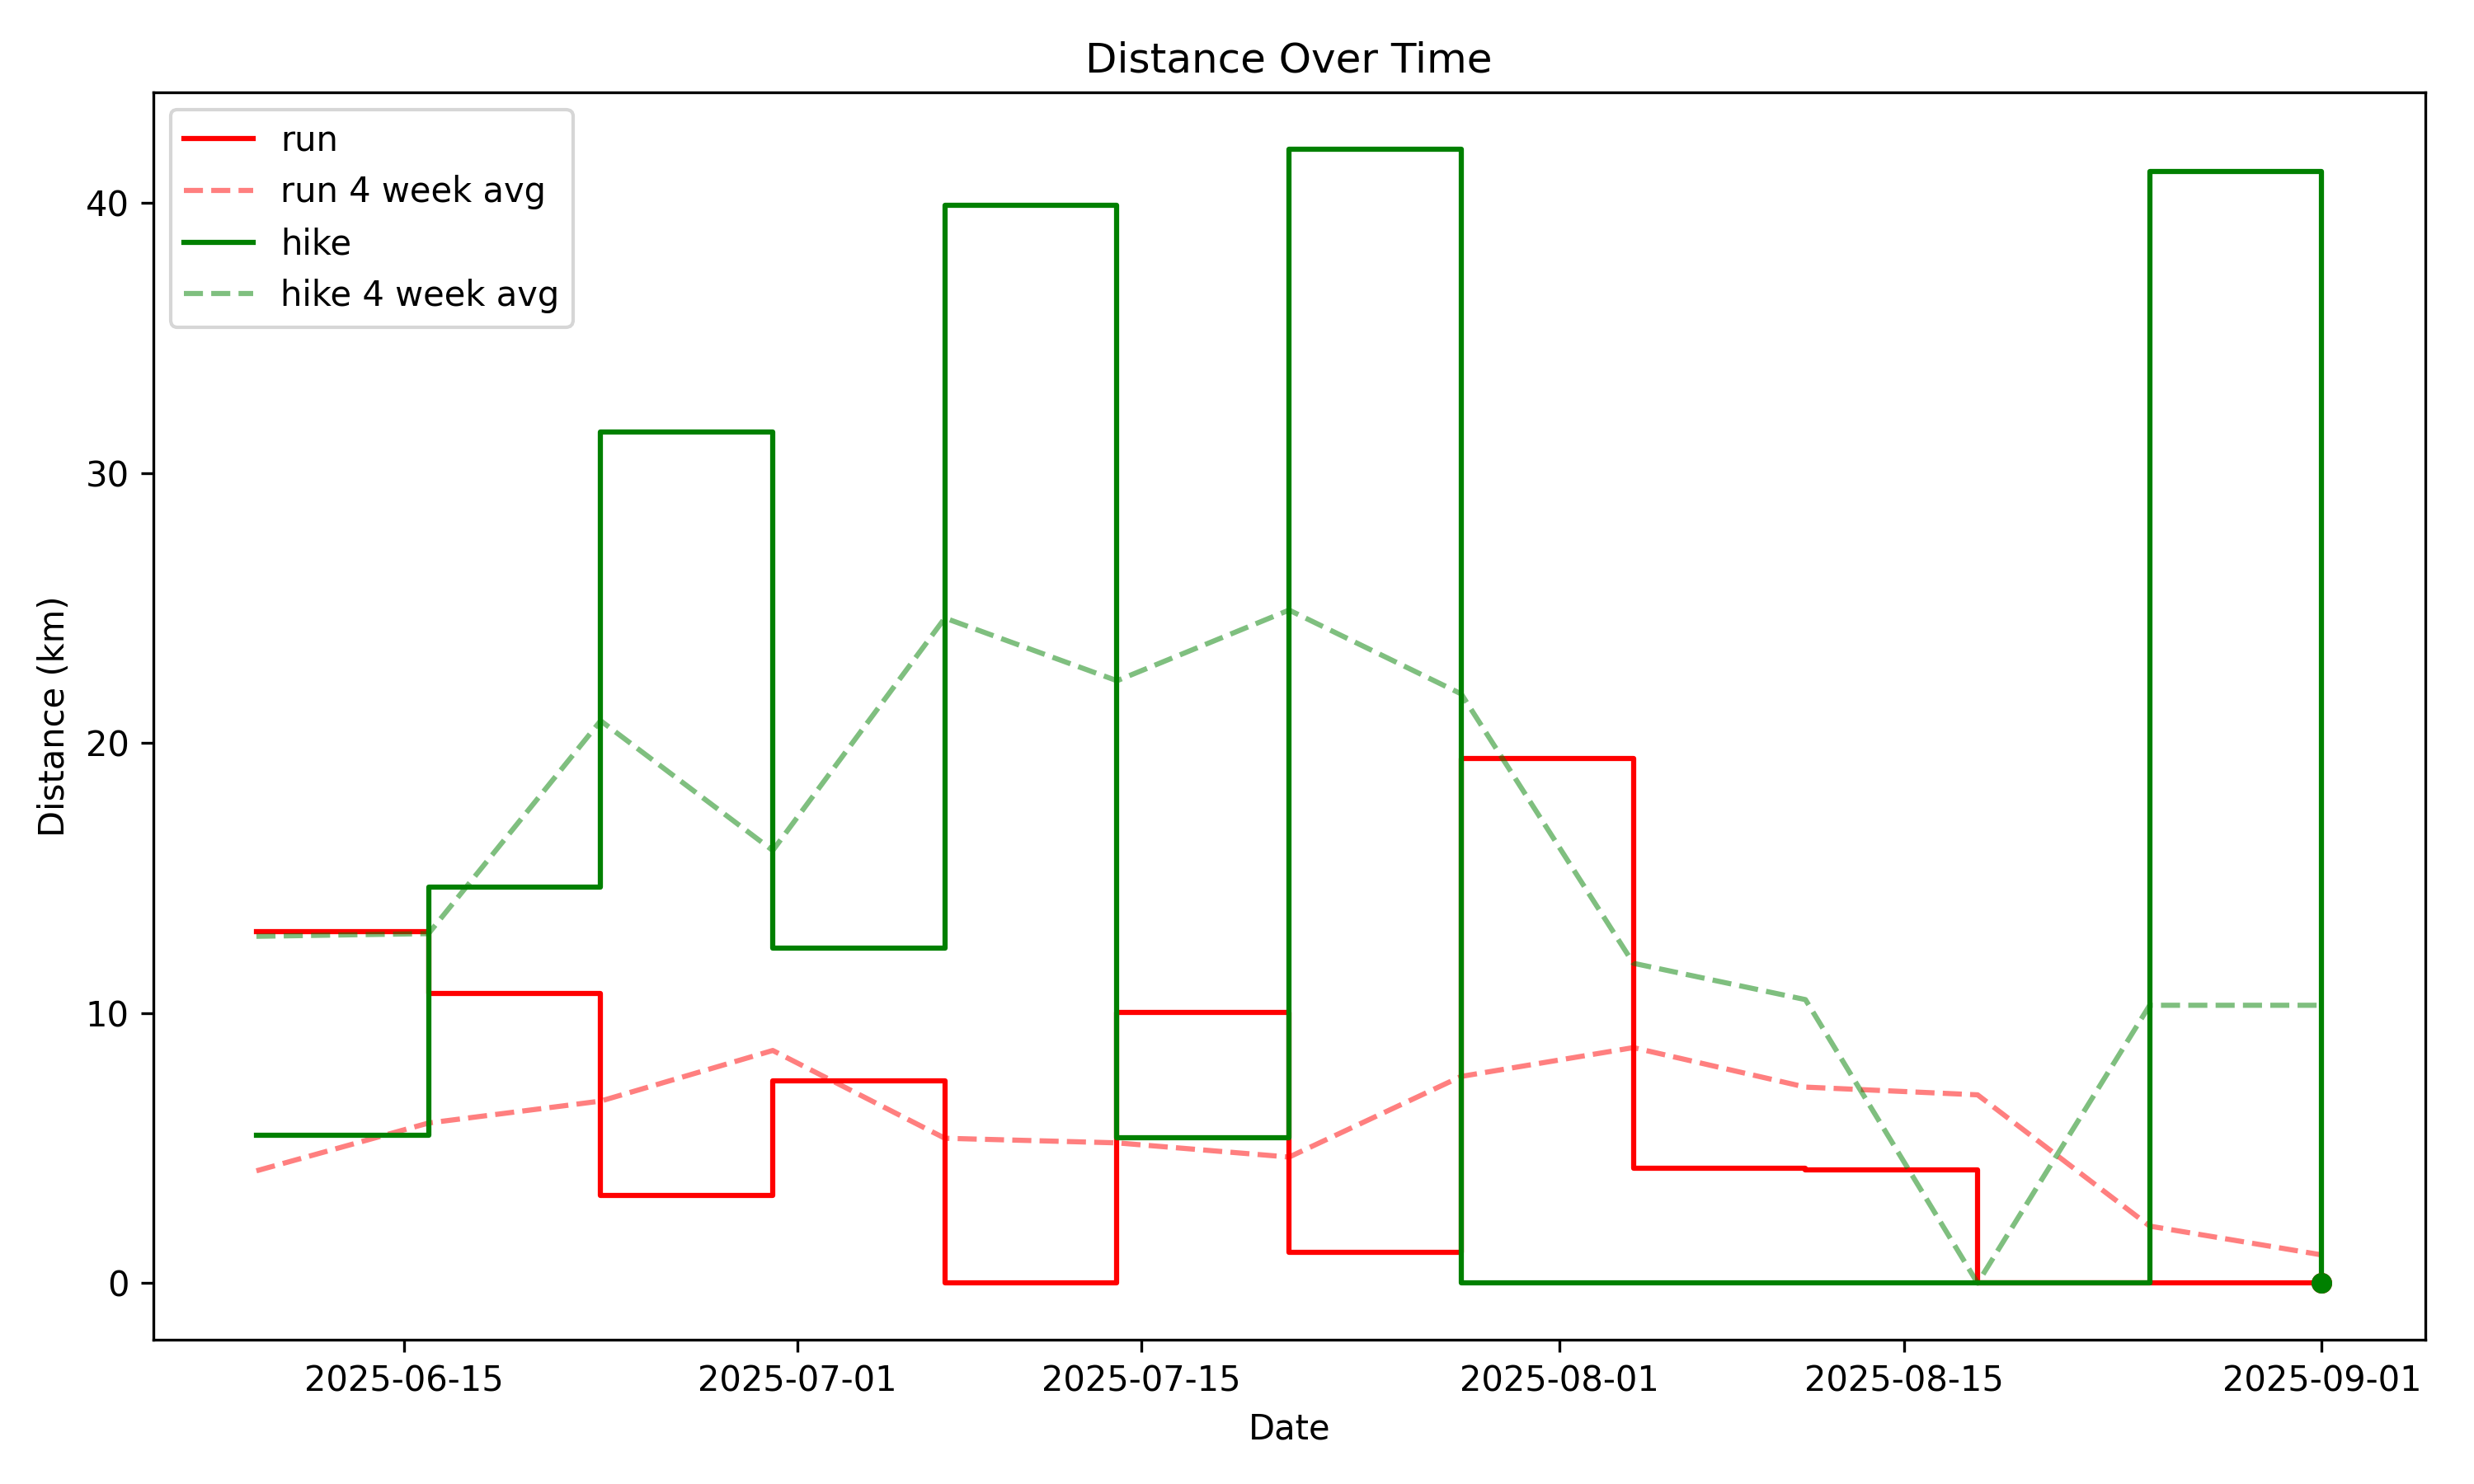 Distance Over Time
run
run 4 week avg
hike
hike 4 week avg
Distance (km)
40
30
20
10
0
2025-06-15
2025-07-01
2025-07-15
2025-08-01
2025-08-15
2025-09-01
Date